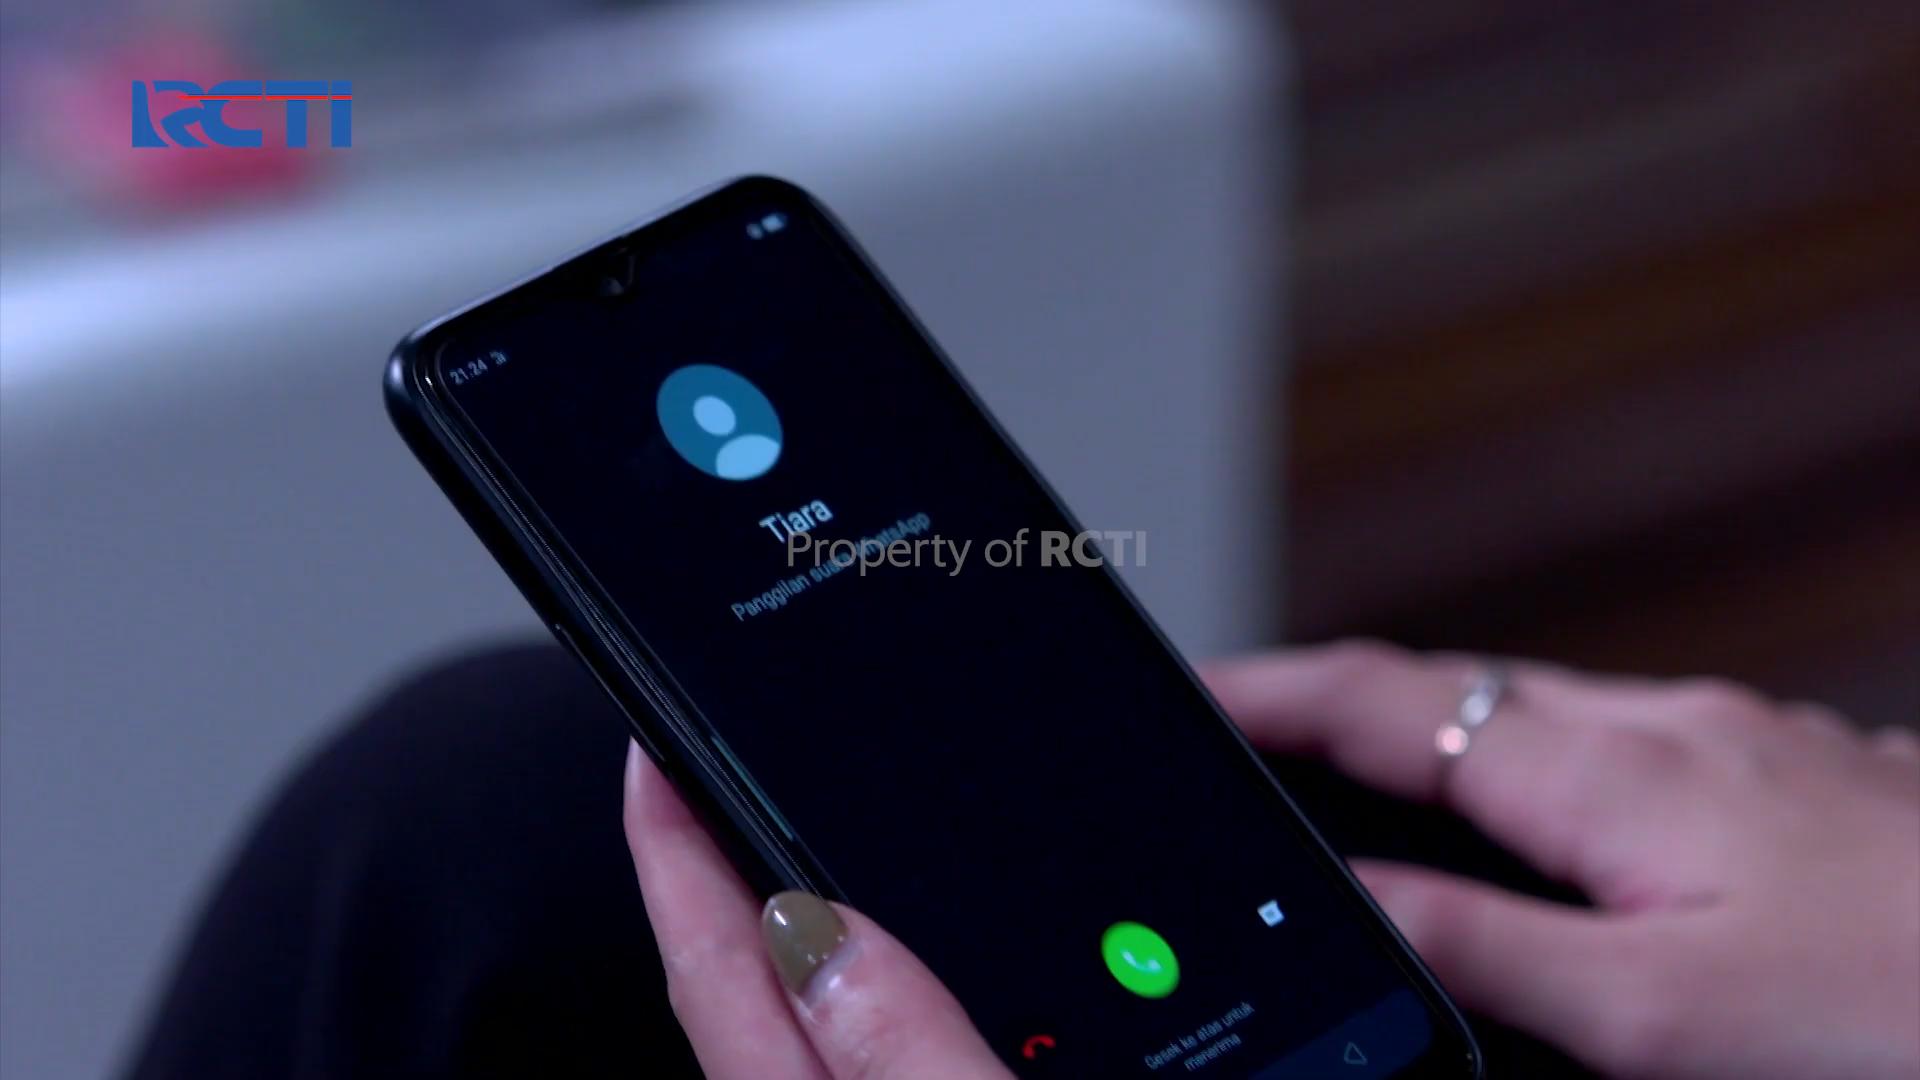 RCTI
21:24
Tiara
Property of RCTI
Panggilan suara WhatsApp
Gesek ke atas untuk
menerima